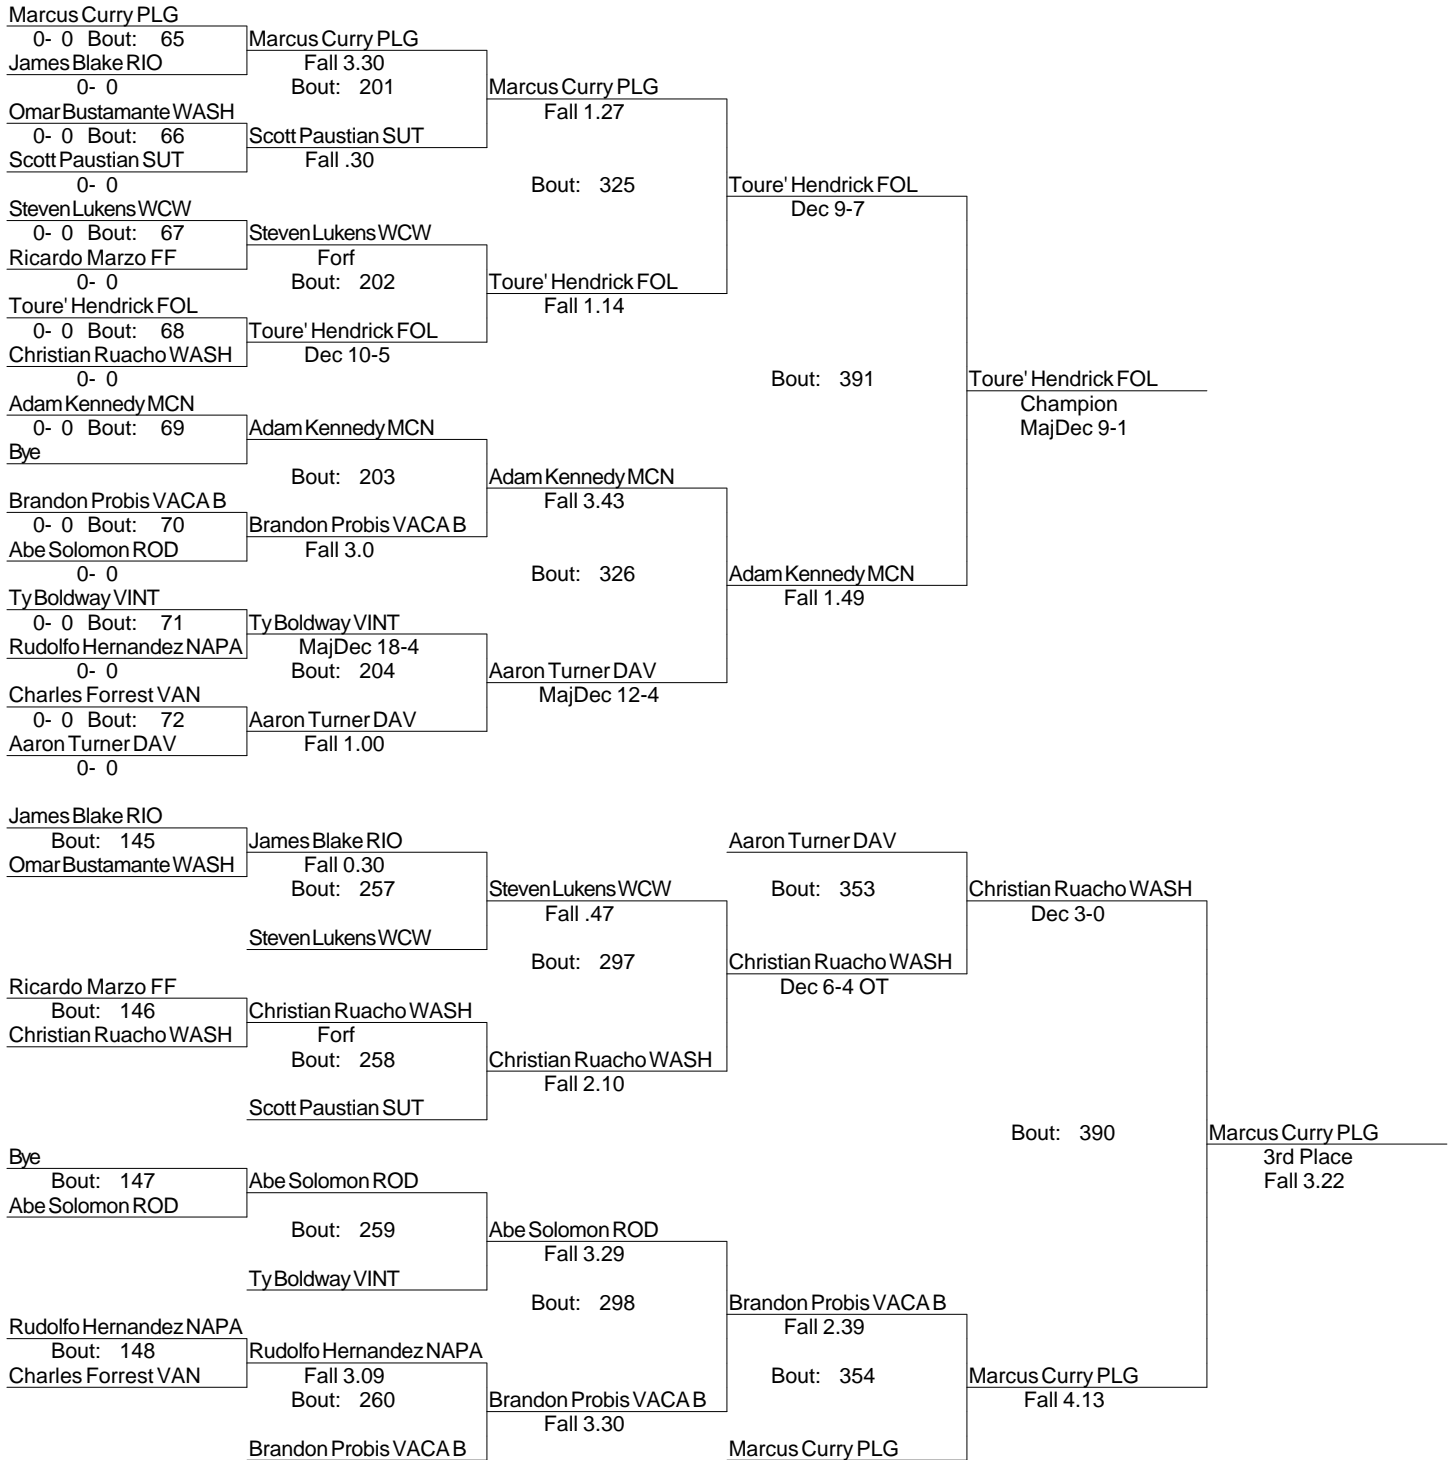 Marcus Curry PLG
0- 0 Bout: 65
Marcus Curry PLG
James Blake RIO
Fall 3.30
0- 0
Bout: 201
Marcus Curry PLG
Omar Bustamante WASH
Fall 1.27
0- 0 Bout: 66
Scott Paustian SUT
Scott Paustian SUT
Fall .30
0- 0
Bout: 325
Toure' Hendrick FOL
Steven Lukens WCW
Dec 9-7
0- 0 Bout: 67
Steven Lukens WCW
Ricardo Marzo FF
Forf
0- 0
Bout: 202
Toure' Hendrick FOL
Toure' Hendrick FOL
Fall 1.14
0- 0 Bout: 68
Toure' Hendrick FOL
Christian Ruacho WASH
Dec 10-5
0- 0
Bout: 391
Toure' Hendrick FOL
Adam Kennedy MCN
Champion
0- 0 Bout: 69
Adam Kennedy MCN
MajDec 9-1
Bye
Bout: 203
Adam Kennedy MCN
Brandon Probis VACA B
Fall 3.43
0- 0 Bout: 70
Brandon Probis VACA B
Abe Solomon ROD
Fall 3.0
0- 0
Bout: 326
Adam Kennedy MCN
Ty Boldway VINT
Fall 1.49
0- 0 Bout: 71
Ty Boldway VINT
Rudolfo Hernandez NAPA
MajDec 18-4
0- 0
Bout: 204
Aaron Turner DAV
Charles Forrest VAN
MajDec 12-4
0- 0 Bout: 72
Aaron Turner DAV
Aaron Turner DAV
Fall 1.00
0- 0
James Blake RIO
Bout: 145
James Blake RIO
Aaron Turner DAV
Omar Bustamante WASH
Fall 0.30
Bout: 257
Steven Lukens WCW
Bout: 353
Christian Ruacho WASH
Fall .47
Dec 3-0
Steven Lukens WCW
Bout: 297
Christian Ruacho WASH
Ricardo Marzo FF
Dec 6-4 OT
Bout: 146
Christian Ruacho WASH
Christian Ruacho WASH
Forf
Bout: 258
Christian Ruacho WASH
Fall 2.10
Scott Paustian SUT
Bout: 390
Marcus Curry PLG
Bye
3rd Place
Bout: 147
Abe Solomon ROD
Fall 3.22
Abe Solomon ROD
Bout: 259
Abe Solomon ROD
Fall 3.29
Ty Boldway VINT
Bout: 298
Brandon Probis VACA B
Rudolfo Hernandez NAPA
Fall 2.39
Bout: 148
Rudolfo Hernandez NAPA
Charles Forrest VAN
Fall 3.09
Bout: 354
Marcus Curry PLG
Bout: 260
Brandon Probis VACA B
Fall 4.13
Fall 3.30
Brandon Probis VACA B
Marcus Curry PLG